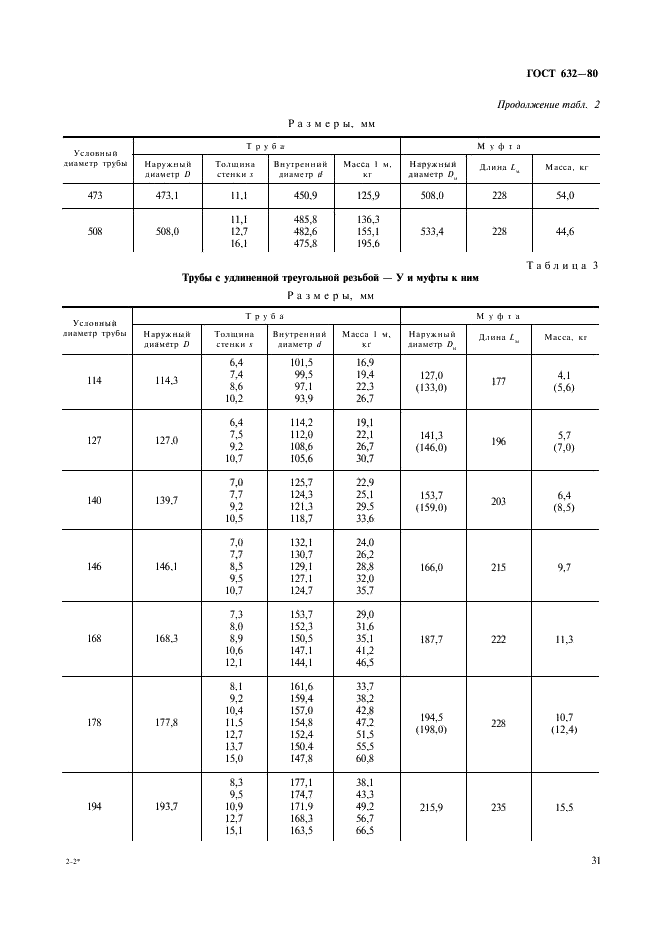 ГОСТ 632—80
Продолжение табл. 2
Размеры, мм
Условный диаметр трубы | Труба | Муфта
Наружный диаметр D | Толщина стенки s | Внутренний диаметр d | Масса 1 м, кг | Наружный диаметр Dм | Длина Lм | Масса, кг
473 | 473,1 | 11,1 | 450,9 | 125,9 | 508,0 | 228 | 54,0
11,1 | 485,8 | 136,3
508 | 508,0 | 12,7 | 482,6 | 155,1 | 533,4 | 228 | 44,6
16,1 | 475,8 | 195,6
Таблица 3
Трубы с удлиненной треугольной резьбой — У и муфты к ним
Размеры, мм
Условный диаметр трубы | Труба | Муфта
Наружный диаметр D | Толщина стенки s | Внутренний диаметр d | Масса 1 м, кг | Наружный диаметр Dм | Длина Lм | Масса, кг
6,4 | 101,5 | 16,9
114 | 114,3 | 7,4 | 99,5 | 19,4 | 127,0 | 177 | 4,1
8,6 | 97,1 | 22,3 | (133,0) | (5,6)
10,2 | 93,9 | 26,7
6,4 | 114,2 | 19,1
127 | 127,0 | 7,5 | 112,0 | 22,1 | 141,3 | 196 | 5,7
9,2 | 108,6 | 26,7 | (146,0) | (7,0)
10,7 | 105,6 | 30,7
7,0 | 125,7 | 22,9
140 | 139,7 | 7,7 | 124,3 | 25,1 | 153,7 | 203 | 6,4
9,2 | 121,3 | 29,5 | (159,0) | (8,5)
10,5 | 118,7 | 33,6
7,0 | 132,1 | 24,0
7,7 | 130,7 | 26,2
146 | 146,1 | 8,5 | 129,1 | 28,8 | 166,0 | 215 | 9,7
9,5 | 127,1 | 32,0
10,7 | 124,7 | 35,7
7,3 | 153,7 | 29,0
8,0 | 152,3 | 31,6
168 | 168,3 | 8,9 | 150,5 | 35,1 | 187,7 | 222 | 11,3
10,6 | 147,1 | 41,2
12,1 | 144,1 | 46,5
8,1 | 161,6 | 33,7
9,2 | 159,4 | 38,2
10,4 | 157,0 | 42,8
178 | 177,8 | 11,5 | 154,8 | 47,2 | 194,5 | 228 | 10,7
12,7 | 152,4 | 51,5 | (198,0) | (12,4)
13,7 | 150,4 | 55,5
15,0 | 147,8 | 60,8
8,3 | 177,1 | 38,1
9,5 | 174,7 | 43,3
194 | 193,7 | 10,9 | 171,9 | 49,2 | 215,9 | 235 | 15,5
12,7 | 168,3 | 56,7
15,1 | 163,5 | 66,5
2-2*
31